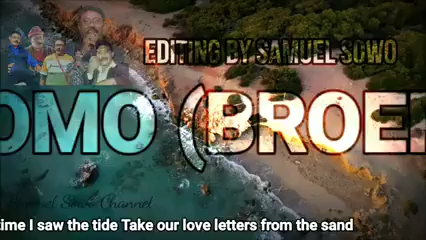 EDITING BY SAMUEL SOWO
OMO (BROE
Samuel Sowo Channel
time I saw the tide Take our love letters from the sand